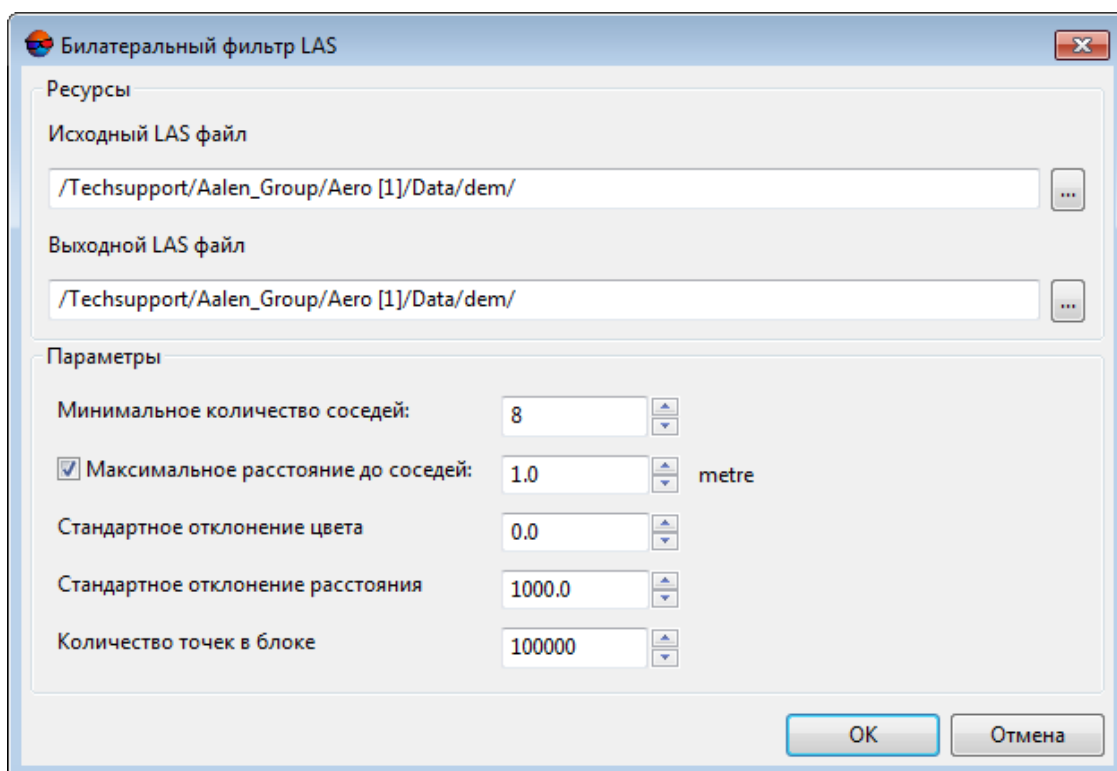 Билатеральный фильтр LAS
Ресурсы
Исходный LAS файл
/Techsupport/Aalen_Group/Aero [1]/Data/dem/
...
Выходной LAS файл
/Techsupport/Aalen_Group/Aero [1]/Data/dem/
...
Параметры
Минимальное количество соседей: 8
Максимальное расстояние до соседей: 1.0 metre
Стандартное отклонение цвета 0.0
Стандартное отклонение расстояния 1000.0
Количество точек в блоке 100000
OK Отмена